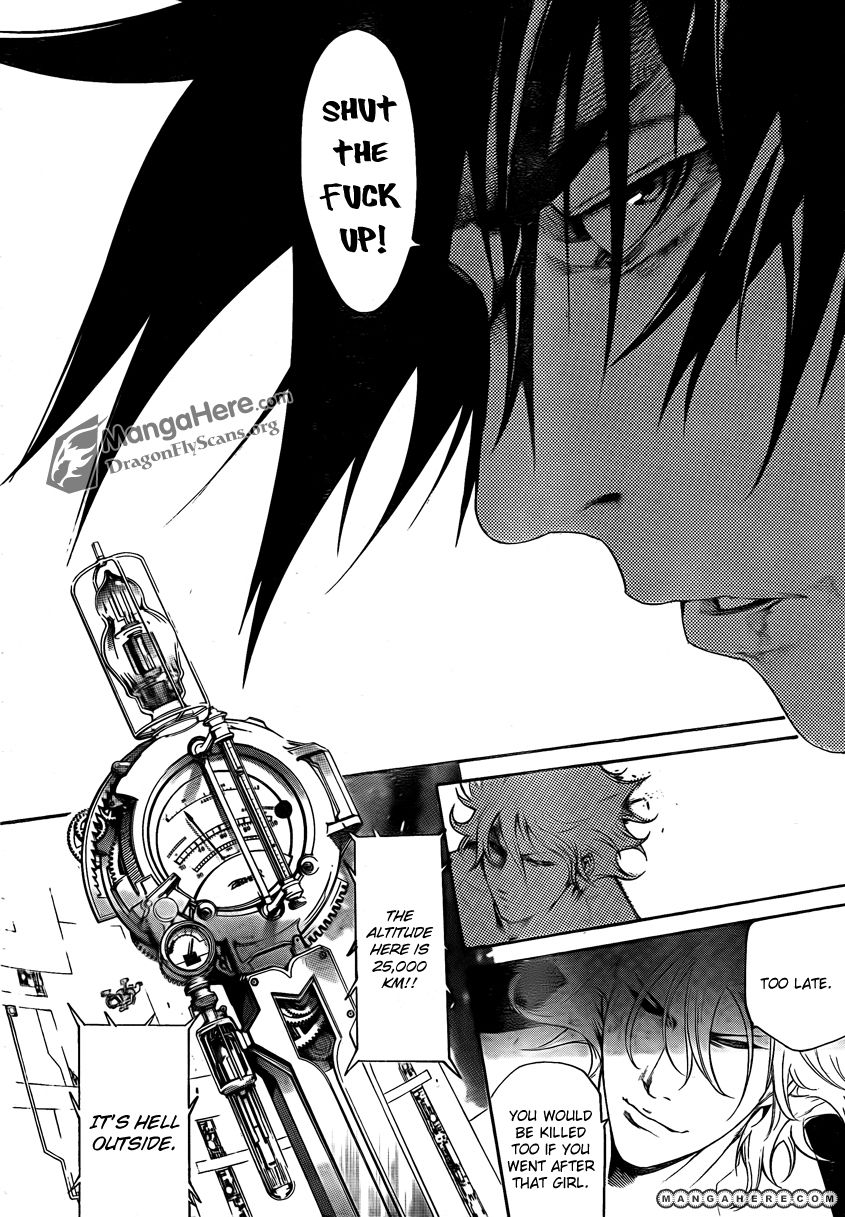 SHUT
THE
FUCK
UP!
MangaHere.com
DragonFlyScans.org
THE
ALTITUDE
HERE IS
25,000
KM!!
TOO LATE.
IT'S HELL
OUTSIDE.
YOU WOULD
BE KILLED
TOO IF YOU
WENT AFTER
THAT GIRL.
MANGAHERE.COM